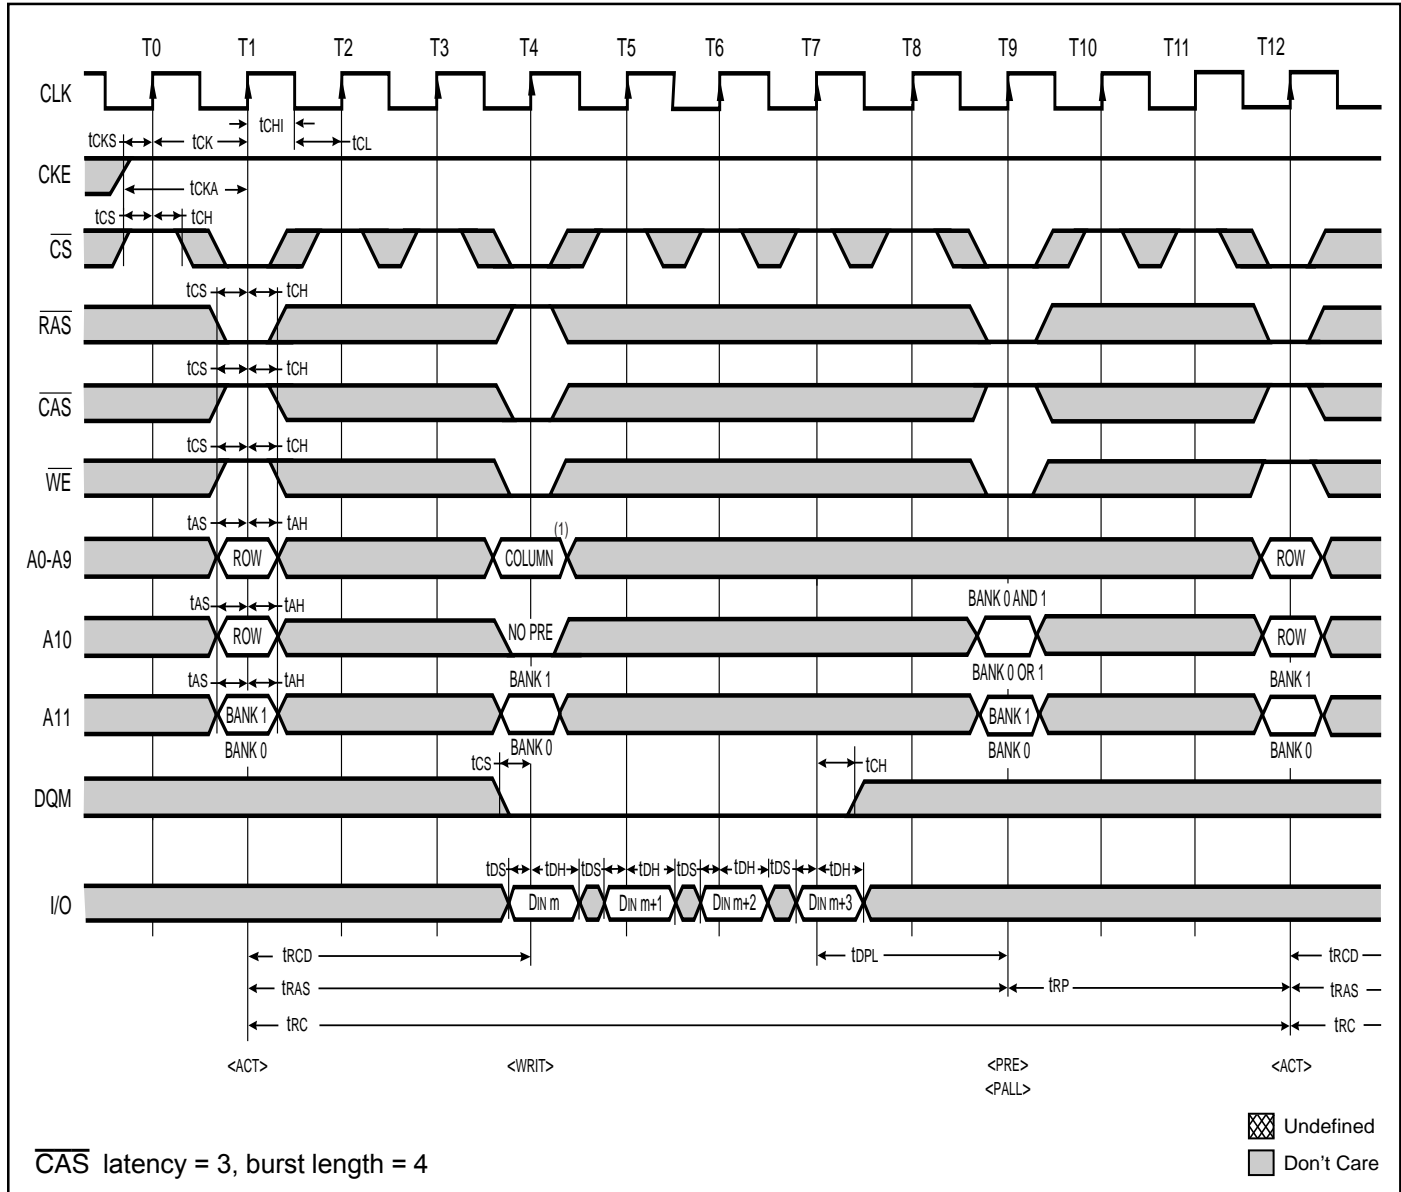 T0 T1 T2 T3 T4 T5 T6 T7 T8 T9 T10 T11 T12
CLK
tCHI
tCKS tCK tCL
CKE
tCKA
tCS tCH
CS
tCS tCH
RAS
tCS tCH
CAS
tCS tCH
WE
tAS tAH (1)
A0-A9 ROW COLUMN ROW
tAS tAH BANK 0 AND 1
A10 ROW NO PRE ROW
tAS tAH BANK 1 BANK 0 OR 1 BANK 1
A11 BANK 1 BANK 1
BANK 0 BANK 0 BANK 0 BANK 0
tCS tCH
DQM
tDS tDH tDS tDH tDS tDH tDS tDH
I/O DIN m DIN m+1 DIN m+2 DIN m+3
tRCD tDPL tRCD
tRAS tRP tRAS
tRC tRC
<ACT> <WRIT> <PRE> <ACT>
<PALL>
Undefined
Don't Care
CAS latency = 3, burst length = 4